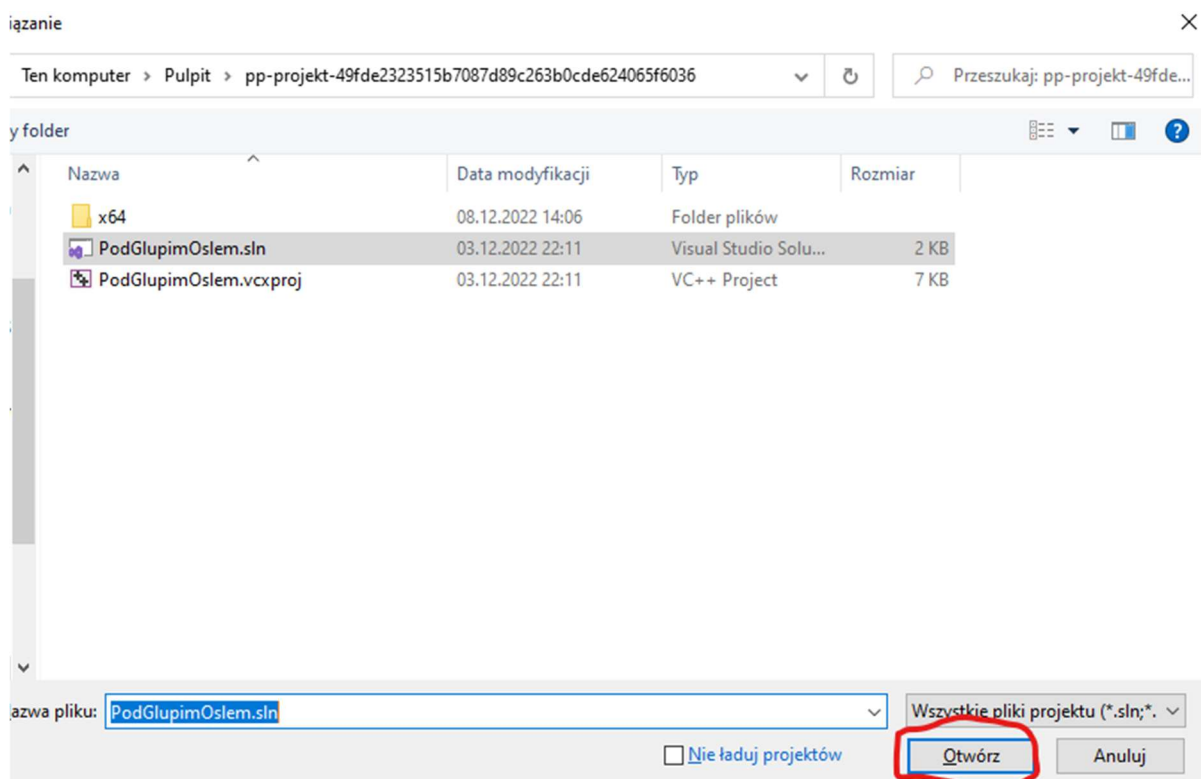 iązanie
Ten komputer > Pulpit > pp-projekt-49fde2323515b7087d89c263b0cde624065f6036
Przeszukaj: pp-projekt-49fde...
y folder
Nazwa Data modyfikacji Typ Rozmiar
x64 08.12.2022 14:06 Folder plików
PodGlupimOslem.sln 03.12.2022 22:11 Visual Studio Solu... 2 KB
PodGlupimOslem.vcxproj 03.12.2022 22:11 VC++ Project 7 KB
azwa pliku: PodGlupimOslem.sln Wszystkie pliki projektu (*.sln;*.
Nie ładuj projektów Otwórz Anuluj